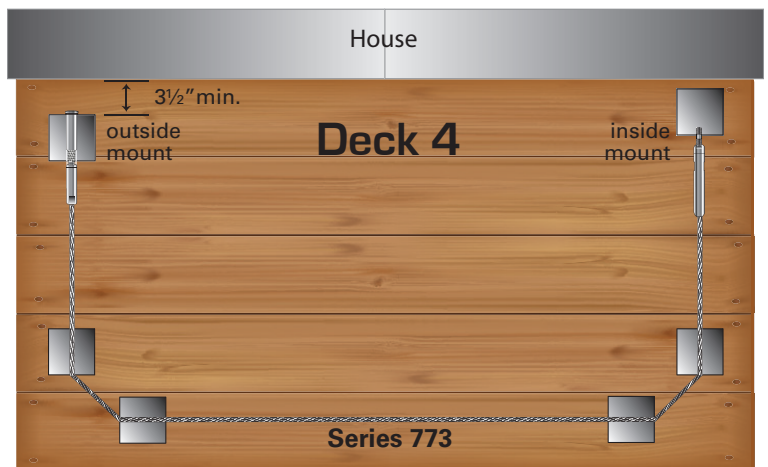 House
3½”min.
outside
mount
Deck 4
inside
mount
Series 773